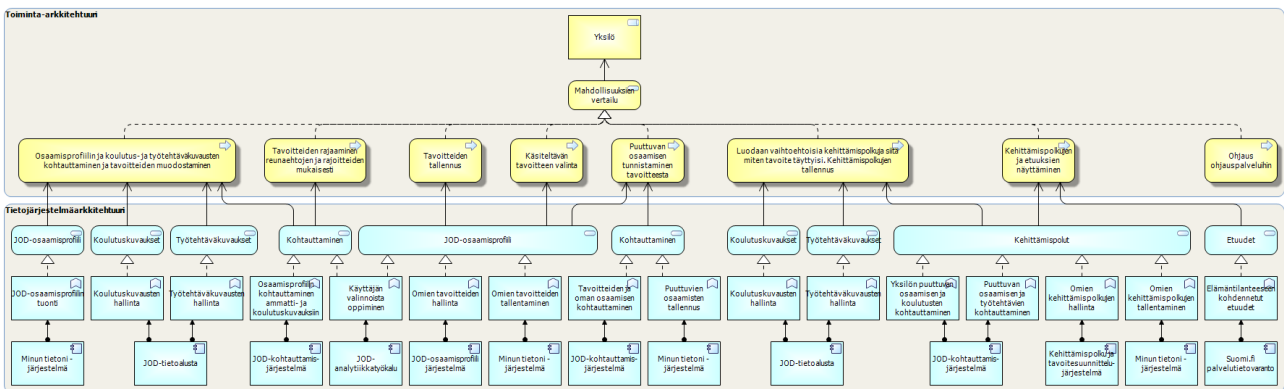 Toiminta-arkkitehtuuri
Yksilö
Mahdollisuuksien
vertailu
Osaamisprofiilin ja koulutus- ja työtehtäväkuvausten
kohtauttaminen ja tavoitteiden muodostaminen
Tavoitteiden rajaaminen
reunaehtojen ja rajoitteiden
mukaisesti
Tavoitteiden
tallennus
Käsiteltävän
tavoitteen valinta
Puuttuvan
osaamisen
tunnistaminen
tavoitteesta
Luodaan vaihtoehtoisia kehittämispolkuja siitä
miten tavoite täyttyisi. Kehittämispolkujen
tallennus
Kehittämispolkujen
ja etuuksien
näyttäminen
Ohjaus
ohjauspalveluihin
Tietojärjestelmäarkkitehtuuri
JOD-osaamisprofiili
Koulutuskuvaukset
Työtehtäväkuvaukset
Kohtauttaminen
JOD-osaamisprofiili
Kohtauttaminen
Koulutuskuvaukset
Työtehtäväkuvaukset
Kehittämispolut
Etuudet
JOD-osaamisprofiilin
tuonti
Koulutuskuvausten
hallinta
Työtehtäväkuvausten
hallinta
Osaamisprofiilin
kohtauttaminen
ammatti- ja
koulutuskuvauksiin
Käyttäjän
valinnoista
oppiminen
Omien tavoitteiden
hallinta
Omien tavoitteiden
tallentaminen
Tavoitteiden ja
oman osaamisen
kohtauttaminen
Puuttuvien
osaamisten
tallennus
Koulutuskuvausten
hallinta
Työtehtäväkuvausten
hallinta
Yksilön puuttuvan
osaamisen ja
koulutusten
kohtauttaminen
Puuttuvan
osaamisen ja
työtehtävien
kohtauttaminen
Omien
kehittämispolkujen
hallinta
Omien
kehittämispolkujen
tallentaminen
Elämäntilanteeseen
kohdennetut
etuudet
Minun tietoni -
järjestelmä
JOD-tietoalusta
JOD-kohtauttamis-
järjestelmä
JOD-
analytiikkatyökalu
JOD-osaamisprofiili
järjestelmä
Minun tietoni -
järjestelmä
JOD-kohtauttamis-
järjestelmä
Minun tietoni -
järjestelmä
JOD-tietoalusta
JOD-kohtauttamis-
järjestelmä
Kehittämispolku ja
tavoitesuunnittelu-
järjestelmä
Minun tietoni -
järjestelmä
Suomi.fi
palvelutietovaranto